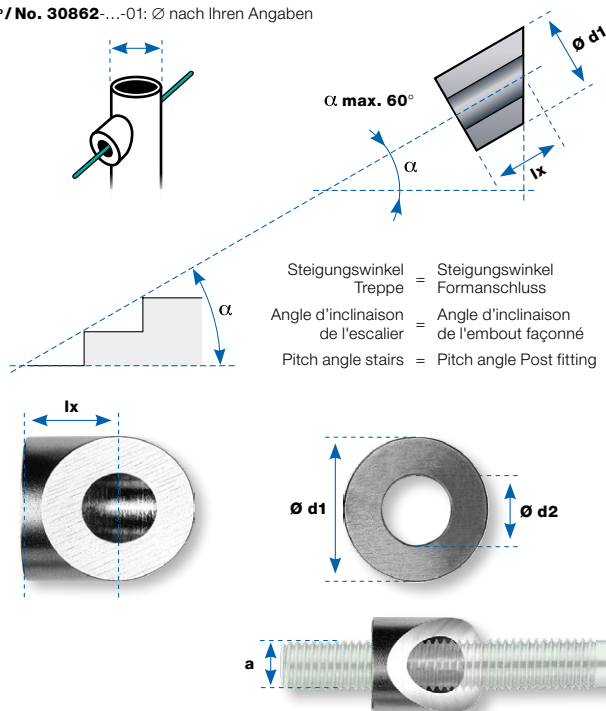 °/ No. 30862-...-01: Ø nach Ihren Angaben
Ø d1
α max. 60°
α
lx
α
Steigungswinkel Treppe = Steigungswinkel Formanschluss
Angle d'inclinaison de l'escalier = Angle d'inclinaison de l'embout façonné
Pitch angle stairs = Pitch angle Post fitting
lx
Ø d1
Ø d2
a